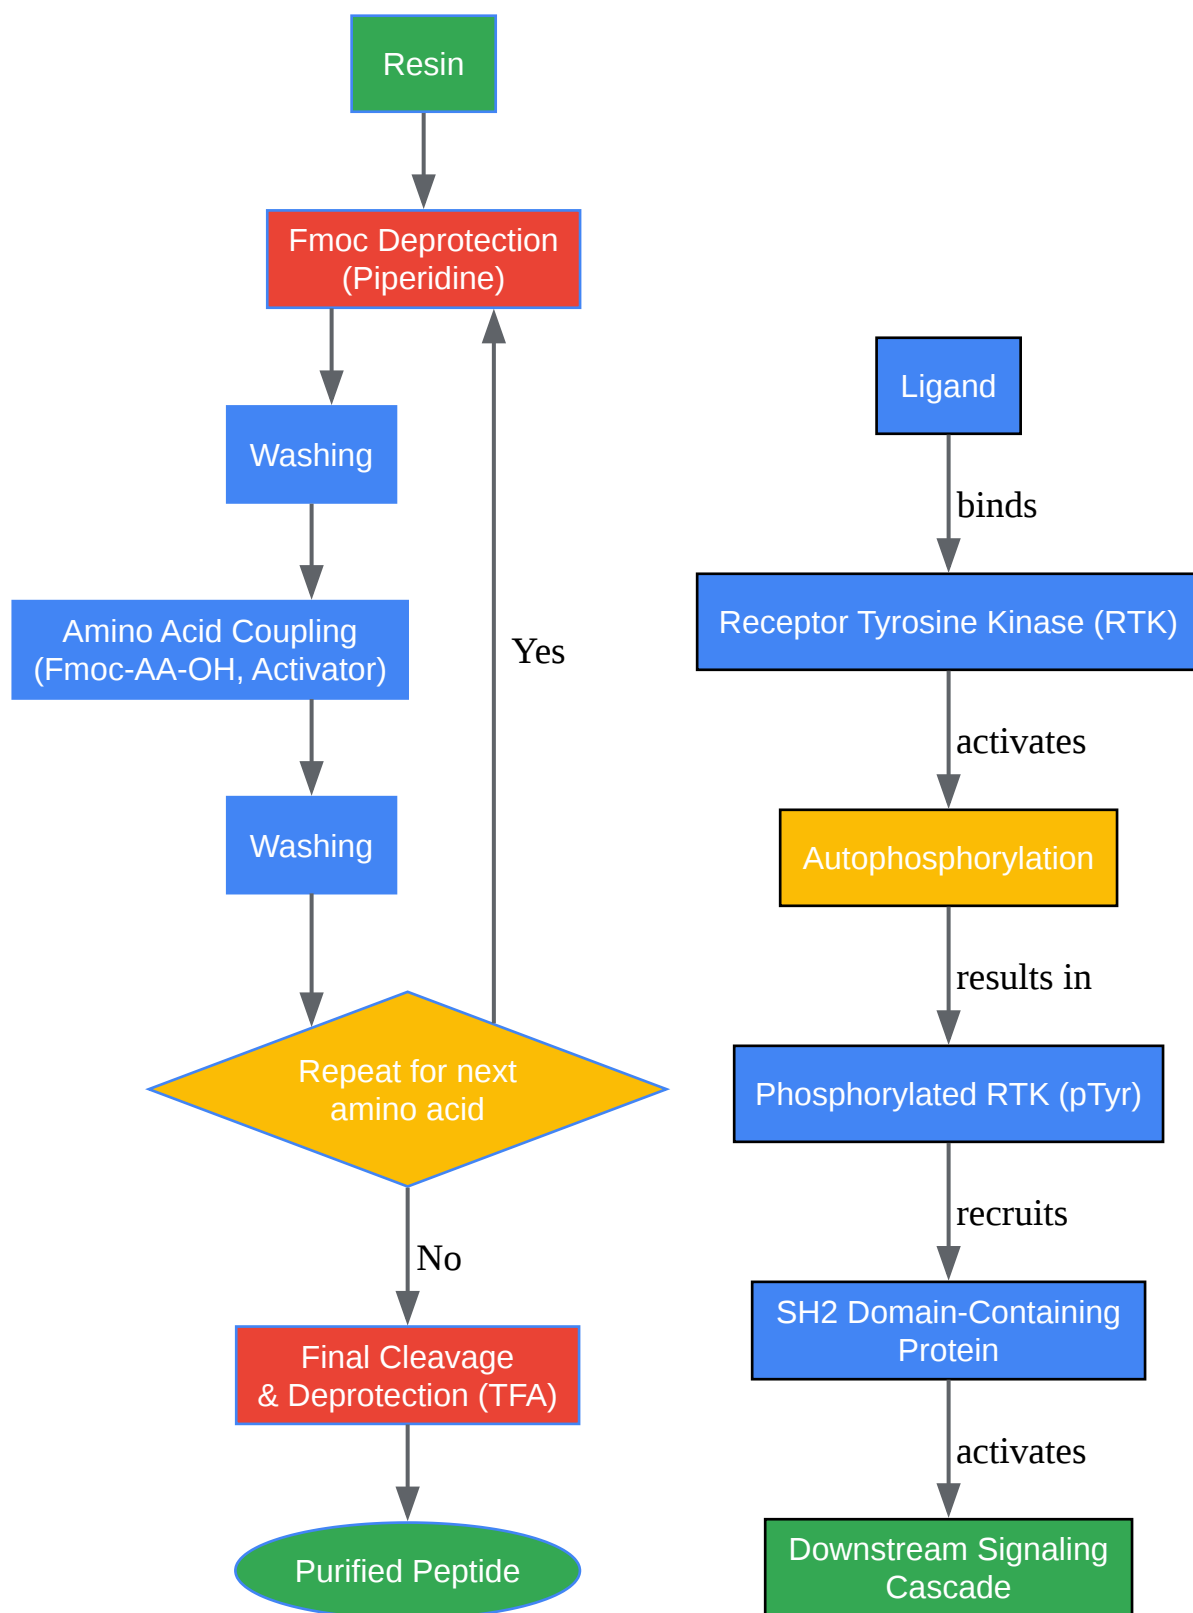 Resin
Fmoc Deprotection
(Piperidine)
Washing
Amino Acid Coupling
(Fmoc-AA-OH, Activator)
Washing
Yes
Repeat for next
amino acid
No
Final Cleavage
& Deprotection (TFA)
Purified Peptide
Ligand
binds
Receptor Tyrosine Kinase (RTK)
activates
Autophosphorylation
results in
Phosphorylated RTK (pTyr)
recruits
SH2 Domain-Containing
Protein
activates
Downstream Signaling
Cascade